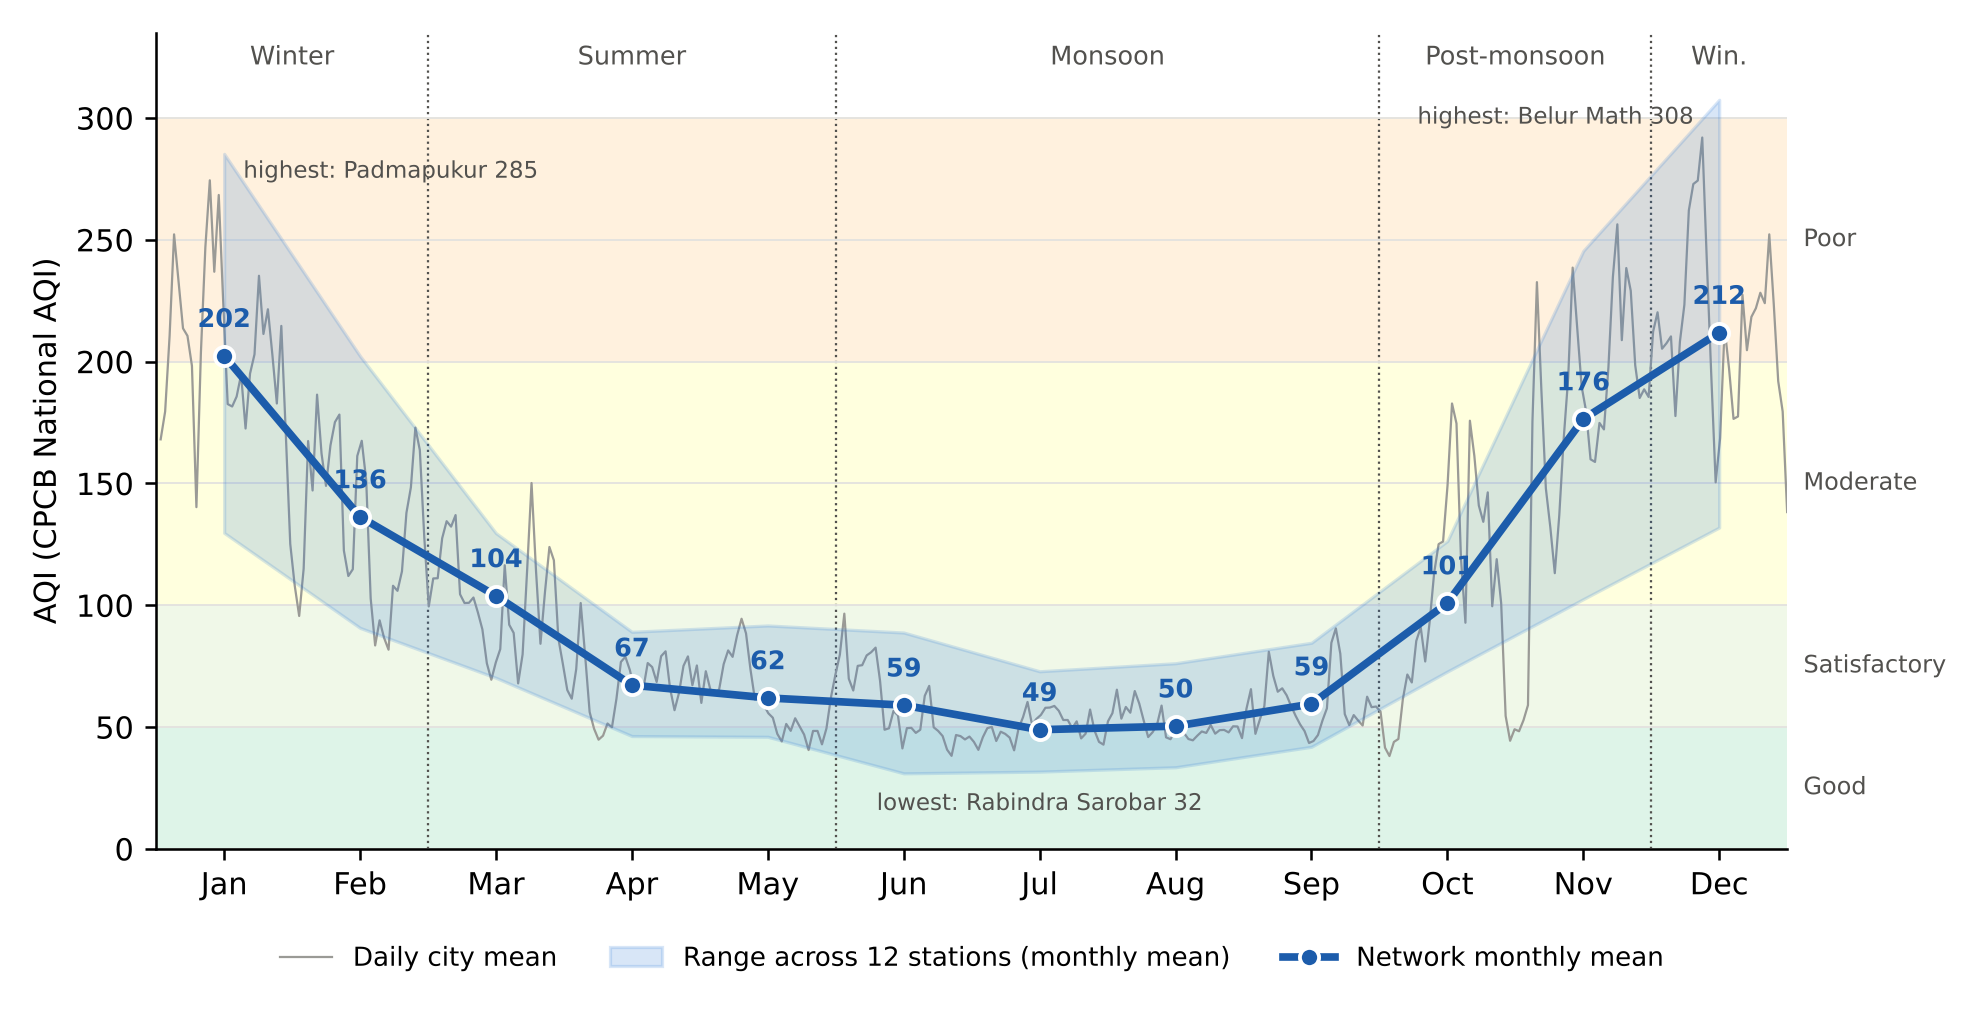 Winter
Summer
Monsoon
Post-monsoon
Win.
highest: Belur Math 308
highest: Padmapukur 285
AQI (CPCB National AQI)
300
250
200
150
100
50
0
202
136
104
67
62
59
49
50
59
101
176
212
Poor
Moderate
Satisfactory
Good
lowest: Rabindra Sarobar 32
Jan
Feb
Mar
Apr
May
Jun
Jul
Aug
Sep
Oct
Nov
Dec
Daily city mean
Range across 12 stations (monthly mean)
Network monthly mean